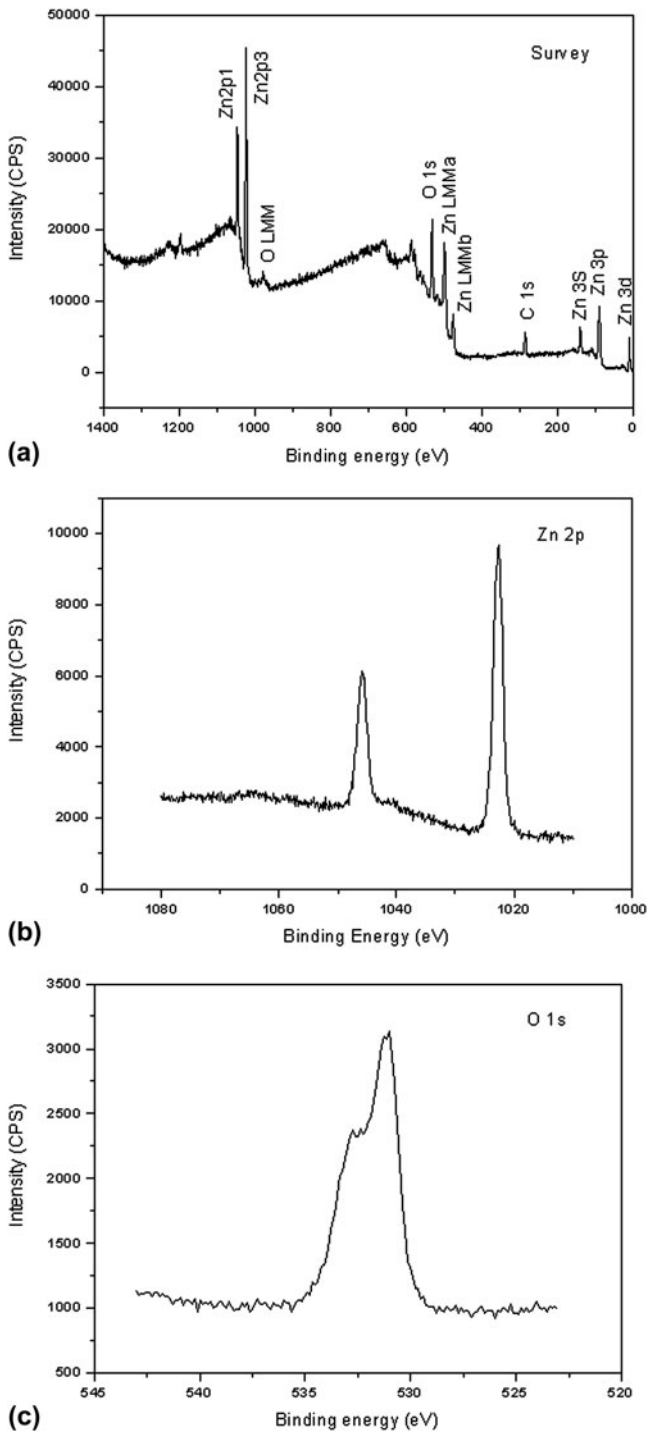 Survey
50000
40000
30000
20000
10000
0
Intensity (CPS)
Zn2p1
Zn2p3
O LMM
O 1s
Zn LMMa
Zn LMMb
C 1s
Zn 3S
Zn 3p
Zn 3d
1400 1200 1000 800 600 400 200 0
Binding energy (eV)
(a)
Zn 2p
10000
8000
6000
4000
2000
0
Intensity (CPS)
1080 1060 1040 1020 1000
Binding Energy (eV)
(b)
O 1s
3500
3000
2500
2000
1500
1000
500
Intensity (CPS)
545 540 535 530 525 520
Binding energy (eV)
(c)